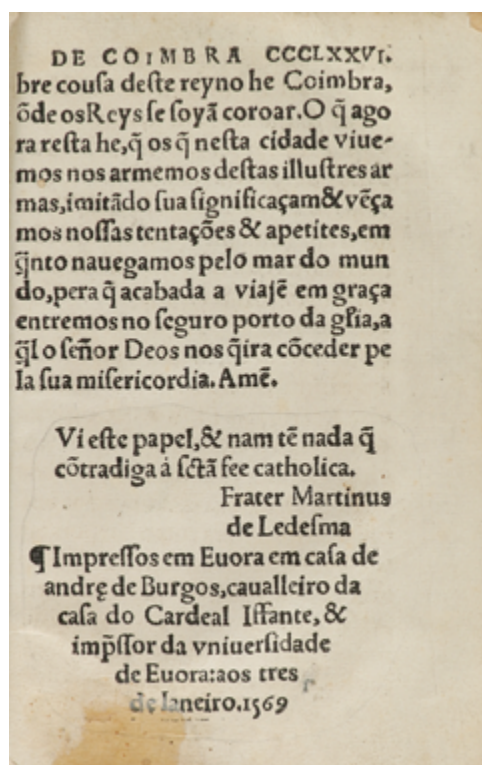 DE COIMBRA CCCLXXVI.
bre cousa deste reyno he Coimbra,
õde osReys se soyã coroar.O q̃ ago
ra resta he,q̃ os q̃ nesta cidade viue-
mos nos armemos destas illustres ar
mas,imitãdo sua significaçam&vẽça
mos nossas tentações & apetites,em
q̃nto nauegamos pelo mar do mun
do,pera q̃ acabada a viajẽ em graça
entremos no seguro porto da gl̃ia,a
q̃l o señor Deos nos q̃ira cõceder pe
la sua misericordia.Amẽ.
Vi este papel,& nam tẽ nada q̃
cõtradiga à sctã fee catholica.
Frater Martinus
de Ledesma
¶Impressos em Euora em casa de
andrę de Burgos,caualleiro da
casa do Cardeal Iffante, &
imp̃ssor da vniuersidade
de Euora:aos tres
de Ianeiro.1569